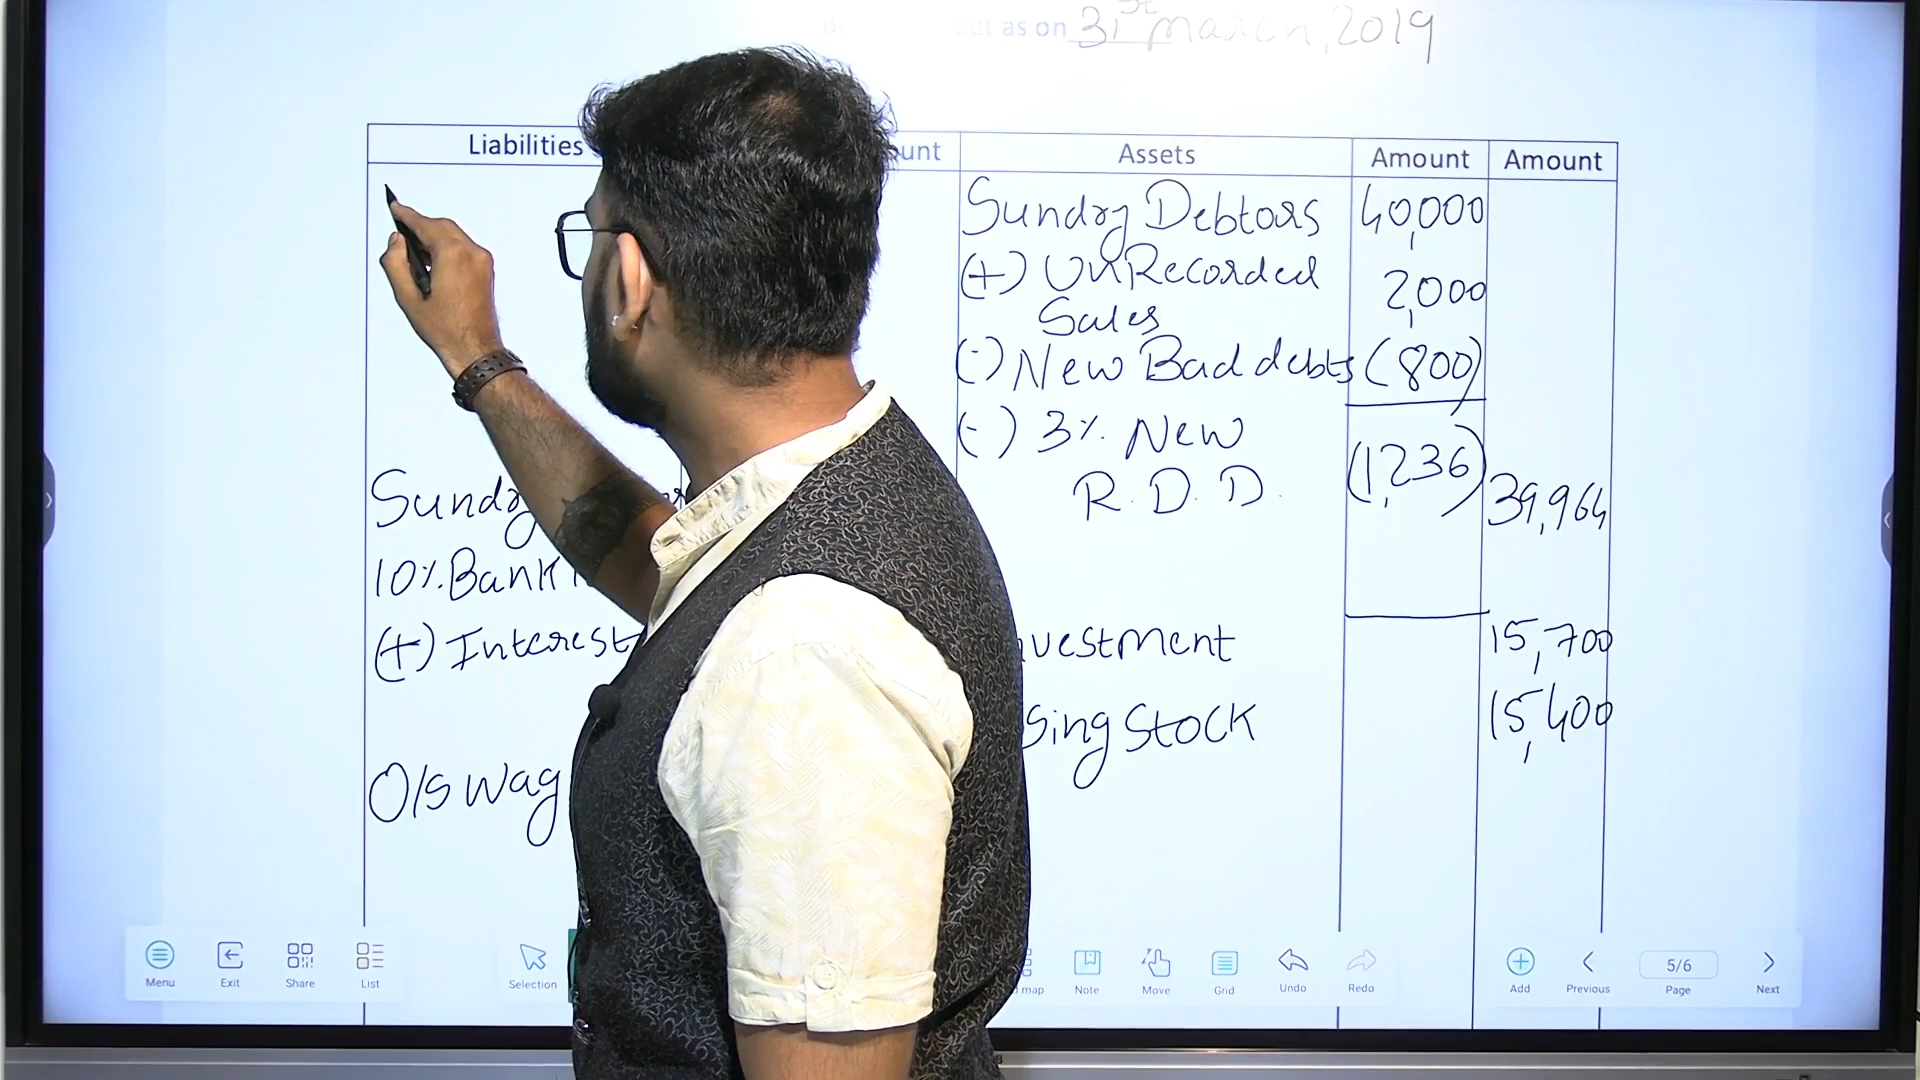 et as on 31st March, 2019
Liabilities
unt
Assets
Amount
Amount
Sundry Debtors 40,000
(+) UnRecorded
Sales 2,000
(-) New Bad debts (800)
(-) 3% New
R.D.D. (1,236) 39,964
Sundry
10% Bank
(+) Interest
vestment 15,700
sing Stock 15,400
O/s wag
Menu
Exit
Share
List
Selection
map
Note
Move
Grid
Undo
Redo
Add
Previous
5/6
Page
Next